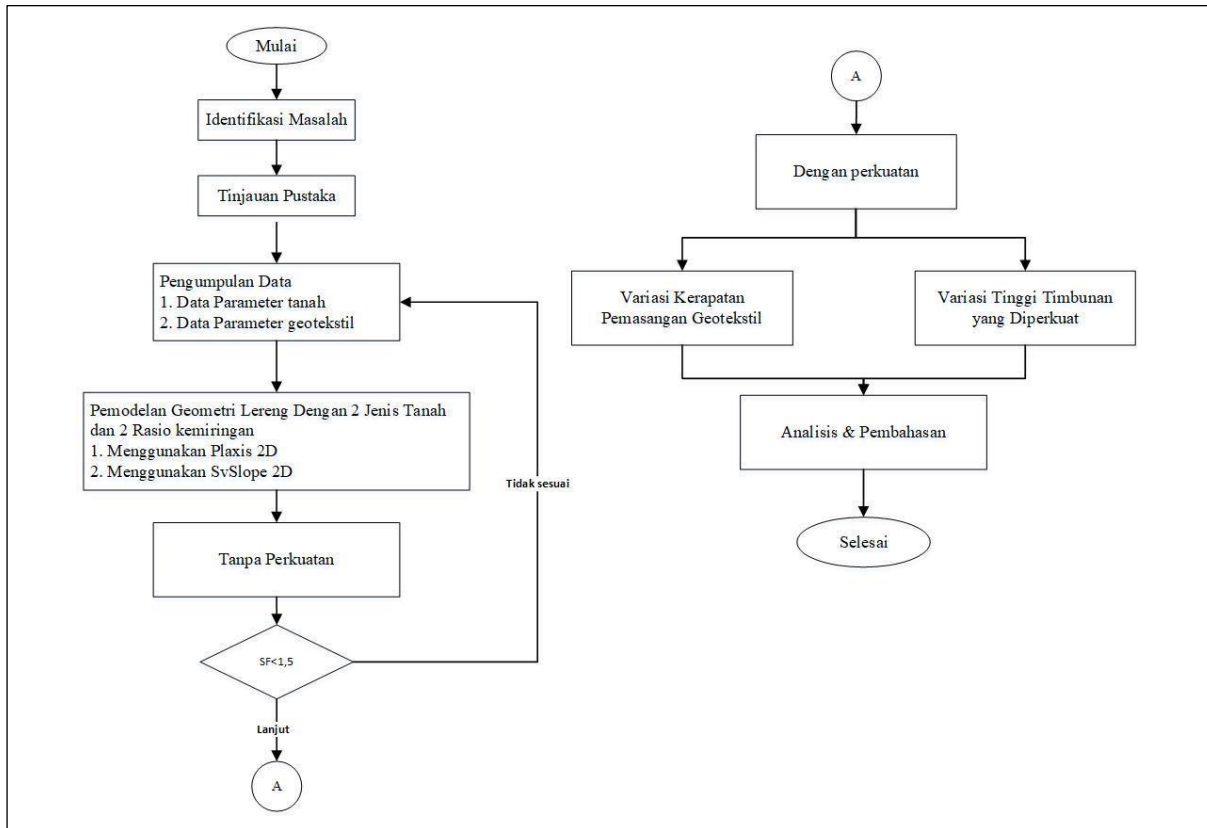 Mulai
Identifikasi Masalah
Tinjauan Pustaka
Pengumpulan Data
1. Data Parameter tanah
2. Data Parameter geotekstil
Pemodelan Geometri Lereng Dengan 2 Jenis Tanah
dan 2 Rasio kemiringan
1. Menggunakan Plaxis 2D
2. Menggunakan SvSlope 2D
Tidak sesuai
Tanpa Perkuatan
SF<1,5
Lanjut
A
A
Dengan perkuatan
Variasi Kerapatan
Pemasangan Geotekstil
Variasi Tinggi Timbunan
yang Diperkuat
Analisis & Pembahasan
Selesai